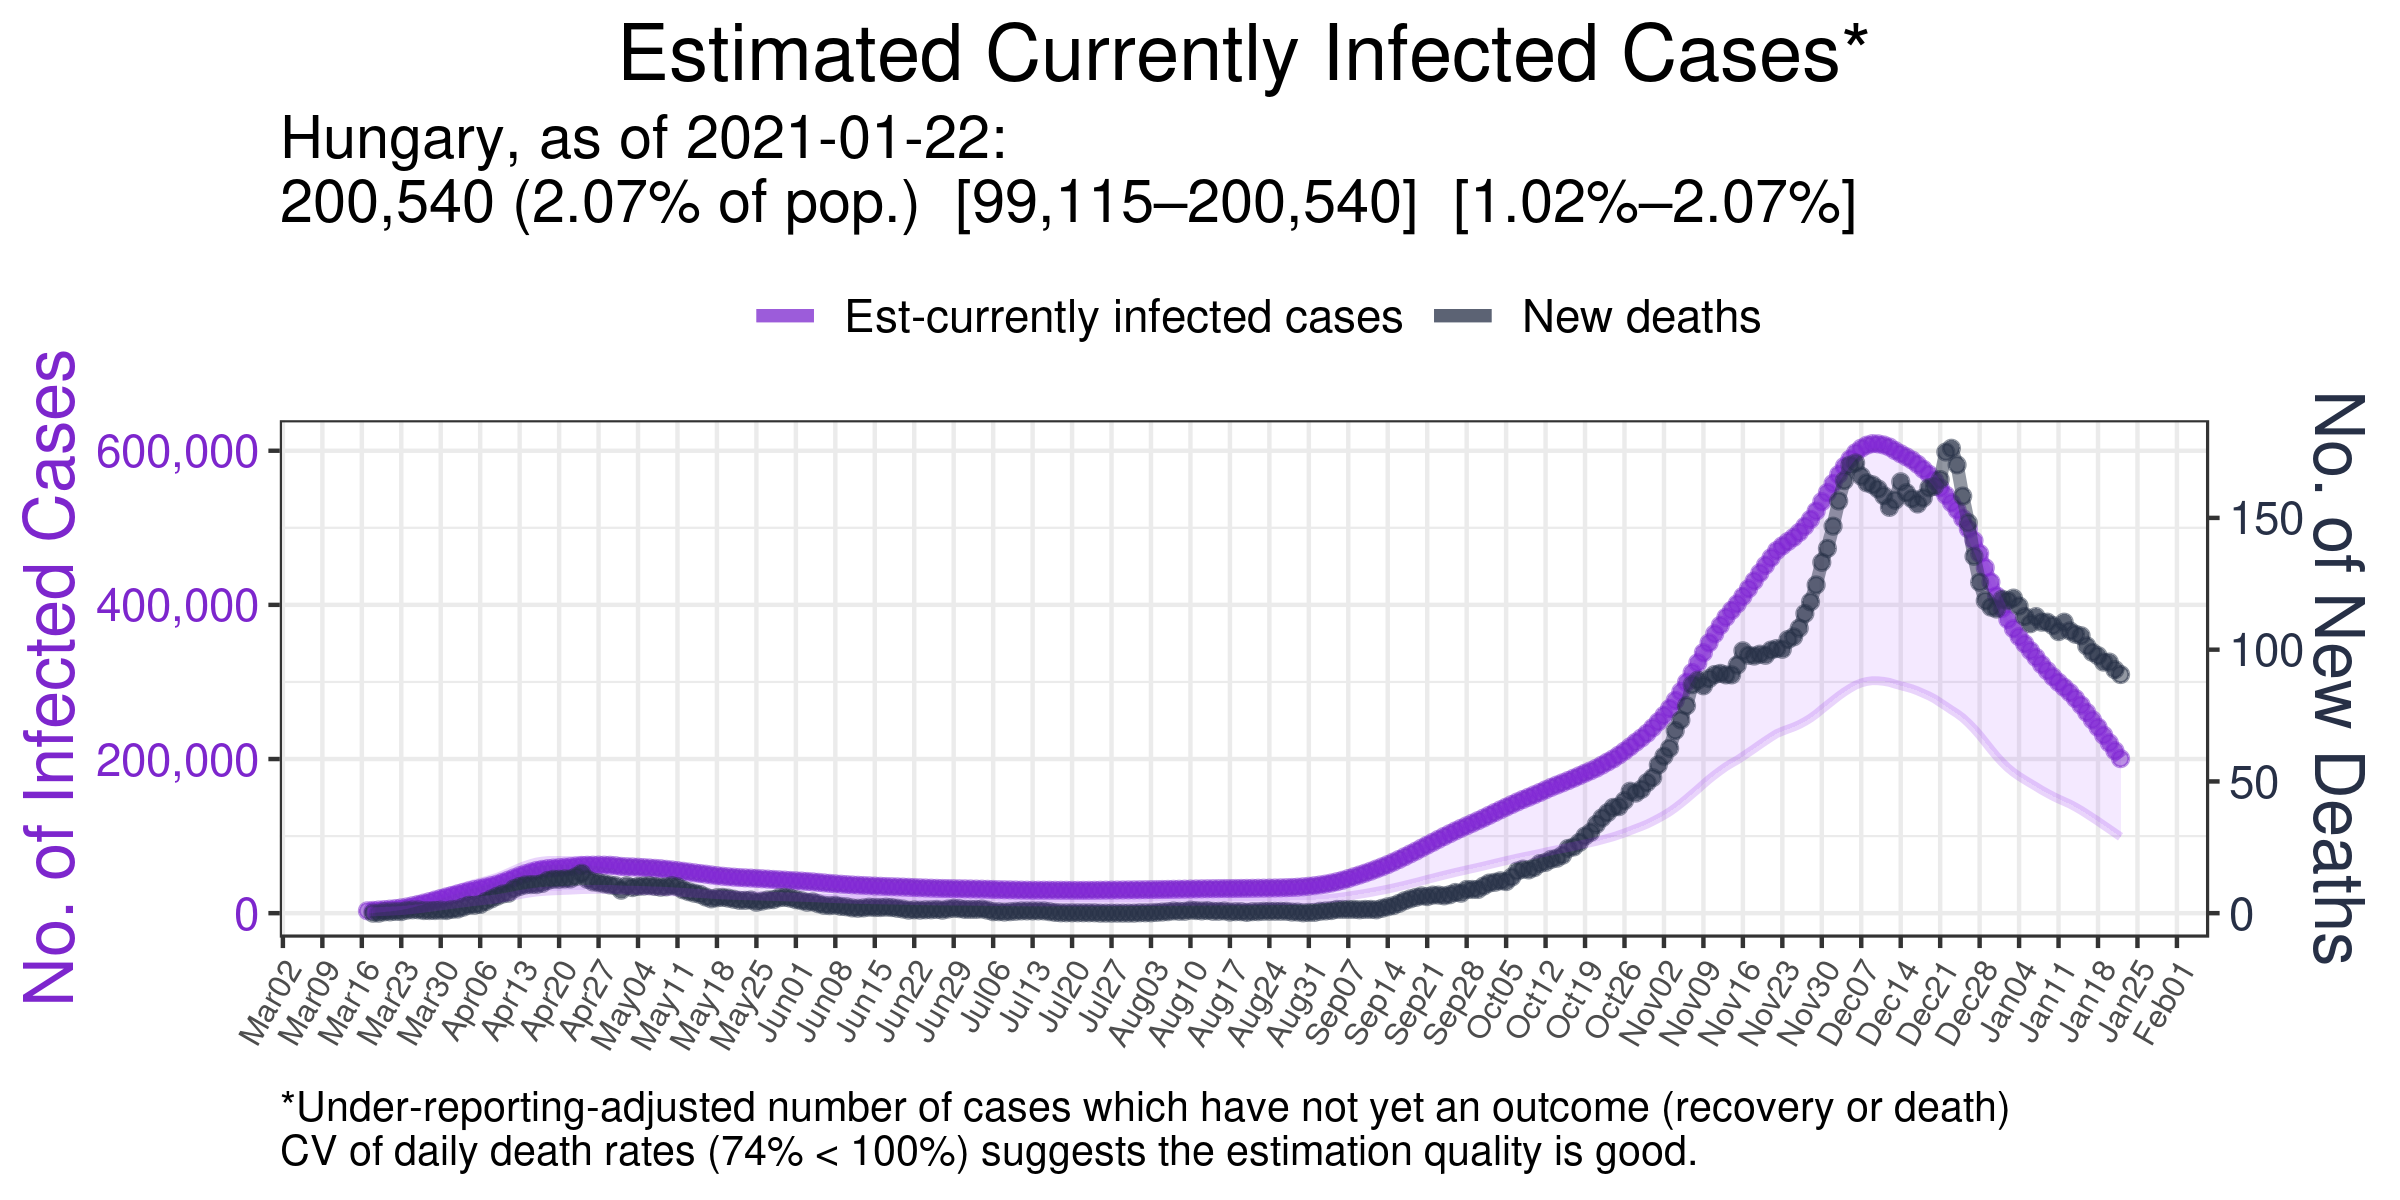 Estimated Currently Infected Cases*
Hungary, as of 2021-01-22:
200,540 (2.07% of pop.) [99,115–200,540] [1.02%–2.07%]
Est-currently infected cases New deaths
No. of Infected Cases
600,000
400,000
200,000
0
150
100
50
0
No. of New Deaths
Mar02 Mar09 Mar16 Mar23 Mar30 Apr06 Apr13 Apr20 Apr27 May04 May11 May18 May25 Jun01 Jun08 Jun15 Jun22 Jun29 Jul06 Jul13 Jul20 Jul27 Aug03 Aug10 Aug17 Aug24 Aug31 Sep07 Sep14 Sep21 Sep28 Oct05 Oct12 Oct19 Oct26 Nov02 Nov09 Nov16 Nov23 Nov30 Dec07 Dec14 Dec21 Dec28 Jan04 Jan11 Jan18 Jan25 Feb01
*Under-reporting-adjusted number of cases which have not yet an outcome (recovery or death)
CV of daily death rates (74% < 100%) suggests the estimation quality is good.